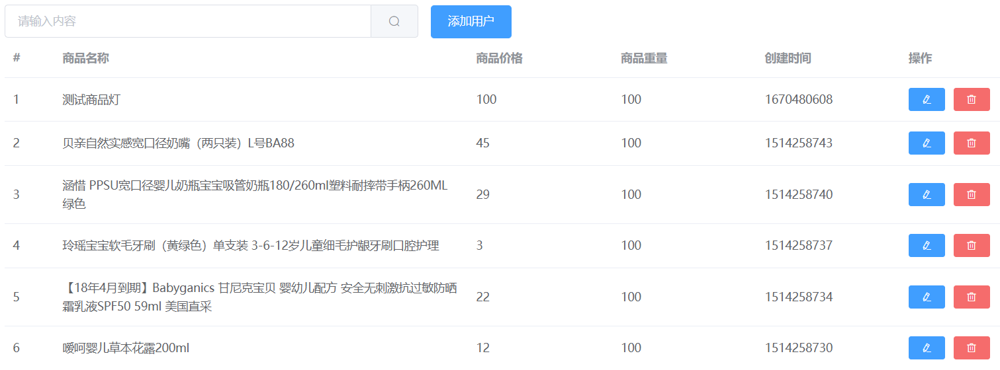 请输入内容 添加用户
# 商品名称 商品价格 商品重量 创建时间 操作
1 测试商品灯 100 100 1670480608
2 贝亲自然实感宽口径奶嘴（两只装）L号BA88 45 100 1514258743
3 涵惜 PPSU宽口径婴儿奶瓶宝宝吸管奶瓶180/260ml塑料耐摔带手柄260ML 29 100 1514258740
绿色
4 玲瑶宝宝软毛牙刷（黄绿色）单支装 3-6-12岁儿童细毛护龈牙刷口腔护理 3 100 1514258737
5 【18年4月到期】Babyganics 甘尼克宝贝 婴幼儿配方 安全无刺激抗过敏防晒 22 100 1514258734
霜乳液SPF50 59ml 美国直采
6 嗳呵婴儿草本花露200ml 12 100 1514258730